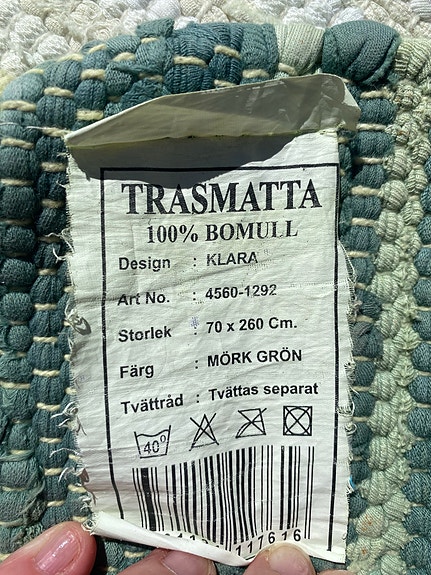 TRASMATTA
100% BOMULL
Design : KLARA
Art No. : 4560-1292
Storlek : 70 x 260 Cm.
Färg : MÖRK GRÖN
Tvättråd : Tvättas separat
40°